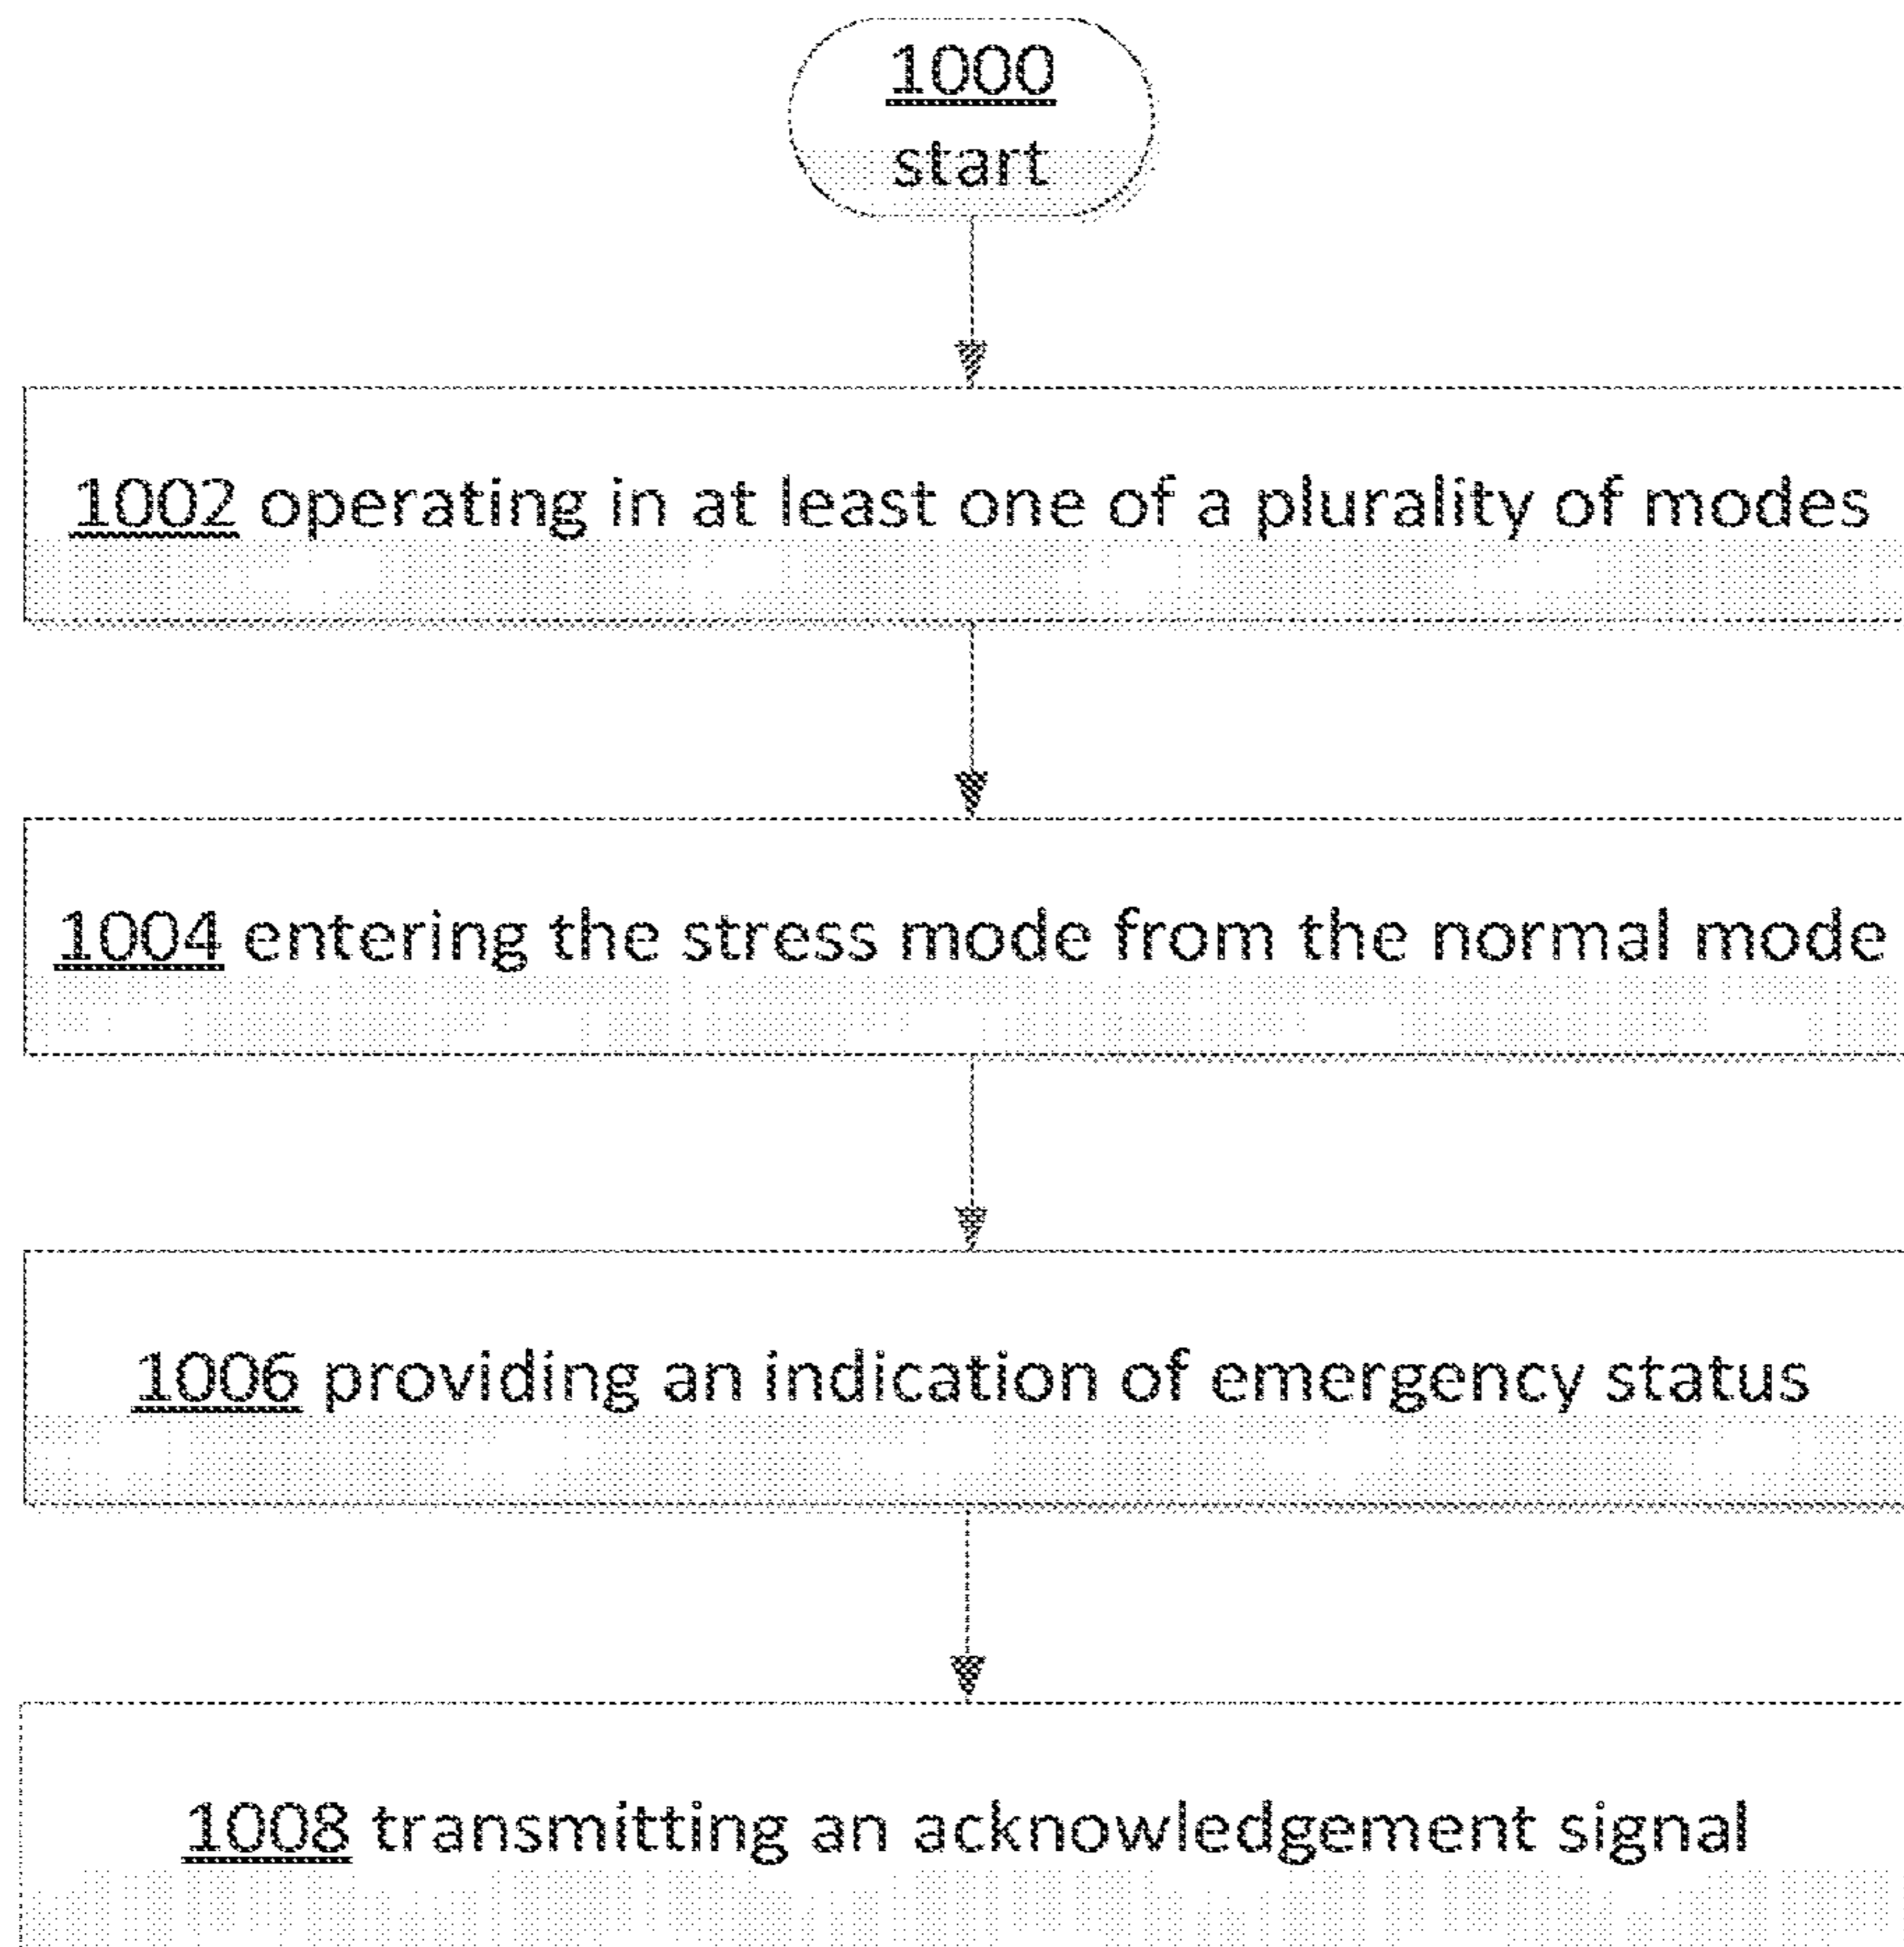 1000
start
1002 operating in at least one of a plurality of modes
1004 entering the stress mode from the normal mode
1006 providing an indication of emergency status
1008 transmitting an acknowledgement signal